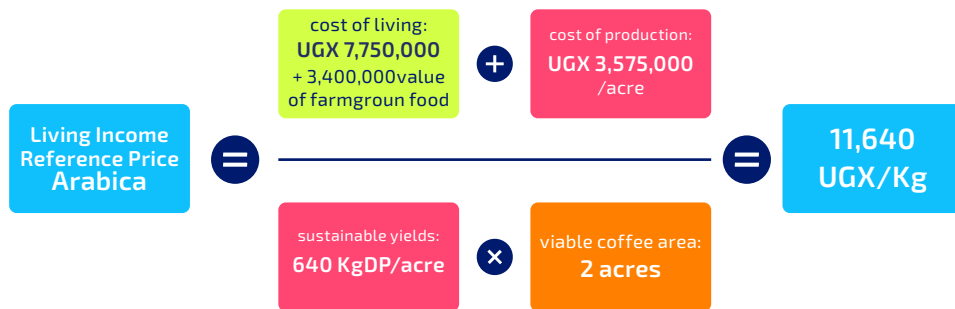 Living Income
Reference Price
Arabica
=
cost of living:
UGX 7,750,000
+ 3,400,000value
of farmgroun food
+
cost of production:
UGX 3,575,000
/acre
sustainable yields:
640 KgDP/acre
×
viable coffee area:
2 acres
=
11,640
UGX/Kg